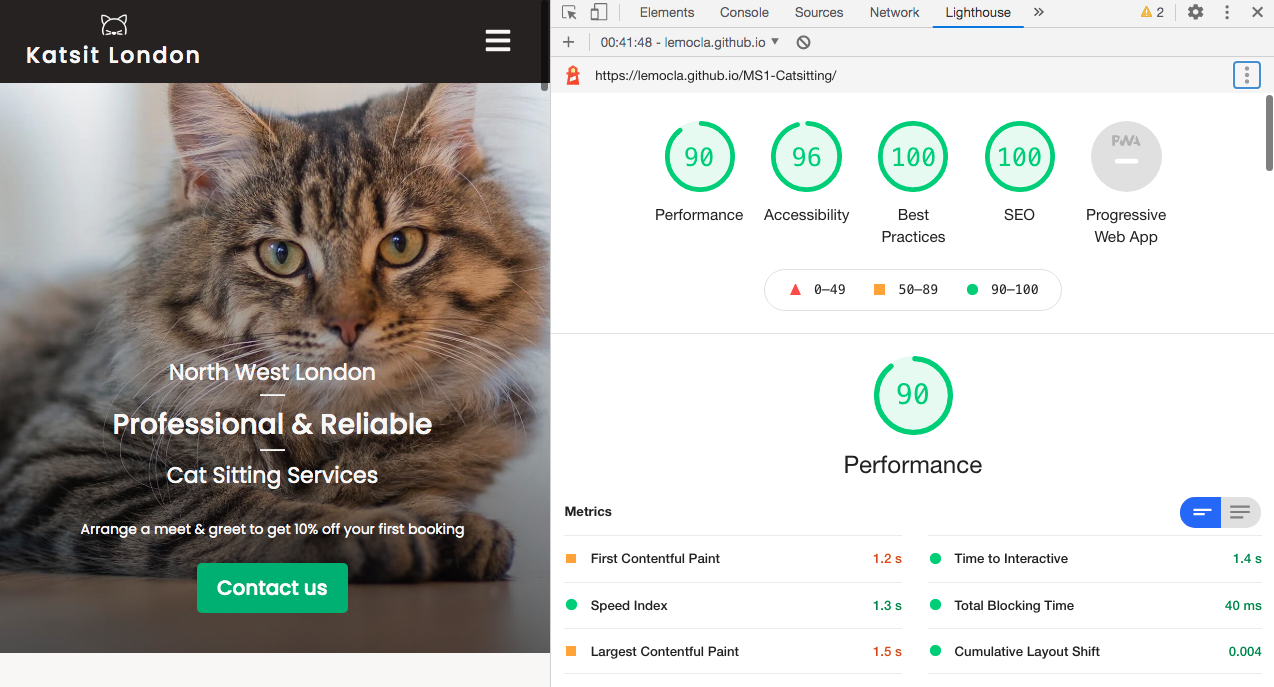 Katsit London
North West London
Professional & Reliable
Cat Sitting Services
Arrange a meet & greet to get 10% off your first booking
Contact us
Elements Console Sources Network Lighthouse » 2
00:41:48 - lemocla.github.io
https://lemocla.github.io/MS1-Catsitting/
90 96 100 100 PWA
Performance Accessibility Best Practices SEO Progressive Web App
0–49 50–89 90–100
90
Performance
Metrics
First Contentful Paint 1.2 s
Time to Interactive 1.4 s
Speed Index 1.3 s
Total Blocking Time 40 ms
Largest Contentful Paint 1.5 s
Cumulative Layout Shift 0.004